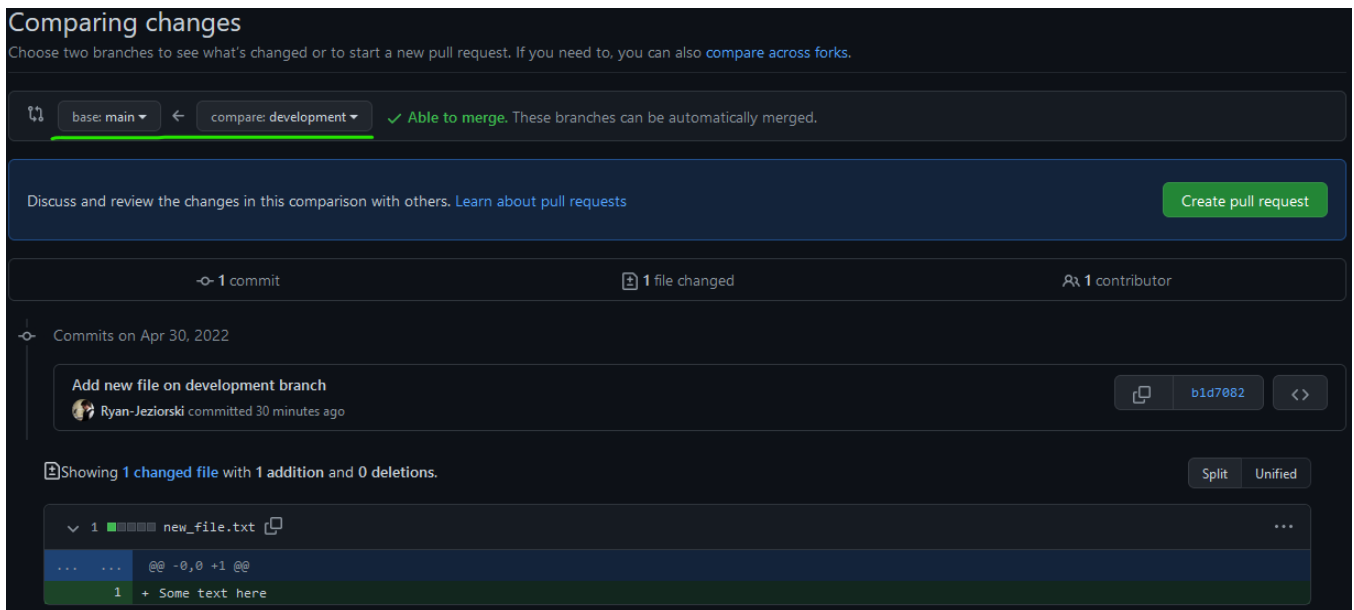 Comparing changes
Choose two branches to see what's changed or to start a new pull request. If you need to, you can also compare across forks.
base: main compare: development Able to merge. These branches can be automatically merged.
Discuss and review the changes in this comparison with others. Learn about pull requests Create pull request
1 commit 1 file changed 1 contributor
Commits on Apr 30, 2022
Add new file on development branch
Ryan-Jeziorski committed 30 minutes ago b1d7082 <>
Showing 1 changed file with 1 addition and 0 deletions. Split Unified
1 new_file.txt ...
... ... @@ -0,0 +1 @@
1 + Some text here